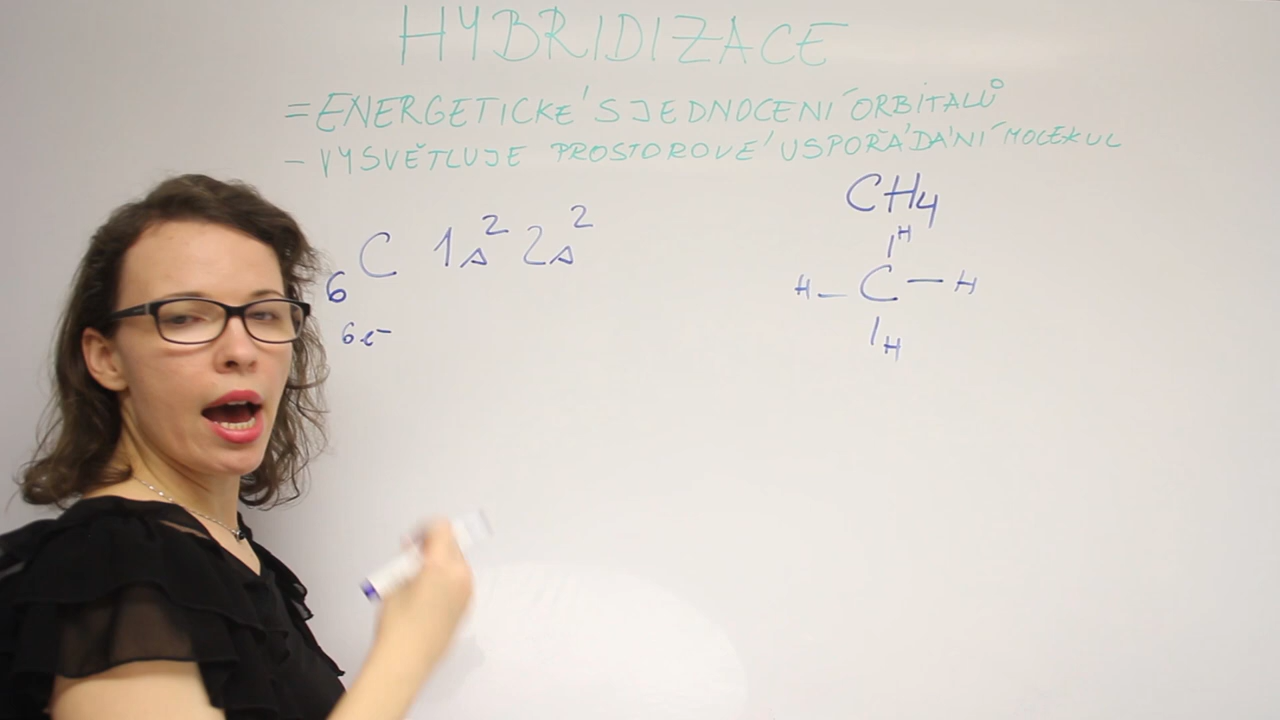 HYBRIDIZACE
= ENERGETICKÉ SJEDNOCENÍ ORBITALŮ
- VYSVĚTLUJE PROSTOROVÉ USPOŘÁDÁNÍ MOLEKUL
CH4
₆C 1s² 2s²
6e⁻
H
H - C - H
H